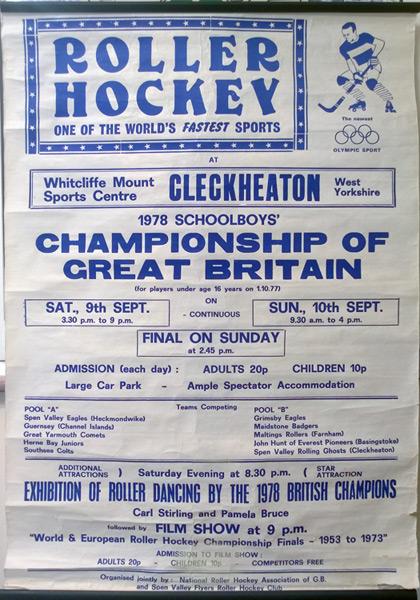 ROLLER
HOCKEY
ONE OF THE WORLD'S FASTEST SPORTS
The newest
OLYMPIC SPORT
AT
Whitcliffe Mount
Sports Centre
CLECKHEATON
West
Yorkshire
1978 SCHOOLBOYS'
CHAMPIONSHIP OF
GREAT BRITAIN
(for players under age 16 years on 1.10.77)
SAT., 9th SEPT.
3.30 p.m. to 9 p.m.
ON
- CONTINUOUS
SUN., 10th SEPT.
9.30 a.m. to 4 p.m.
FINAL ON SUNDAY
at 2.45 p.m.
ADMISSION (each day) : ADULTS 20p CHILDREN 10p
Large Car Park - Ample Spectator Accommodation
Teams Competing
POOL "A"
Spen Valley Eagles (Heckmondwike)
Guernsey (Channel Islands)
Great Yarmouth Comets
Herne Bay Juniors
Southsea Colts
POOL "B"
Grimsby Eagles
Maidstone Badgers
Maltings Rollers (Farnham)
John Hunt of Everest Pioneers (Basingstoke)
Spen Valley Rolling Ghosts (Cleckheaton)
ADDITIONAL
ATTRACTIONS ) Saturday Evening at 8.30 p.m. ( STAR
ATTRACTION
EXHIBITION OF ROLLER DANCING BY THE 1978 BRITISH CHAMPIONS
Carl Stirling and Pamela Bruce
followed by FILM SHOW at 9 p.m.
"World & European Roller Hockey Championship Finals - 1953 to 1973"
ADMISSION TO FILM SHOW :
ADULTS 20p - CHILDREN 10p - COMPETITORS FREE
Organised jointly by : National Roller Hockey Association of G.B.
and Spen Valley Flyers Roller Hockey Club